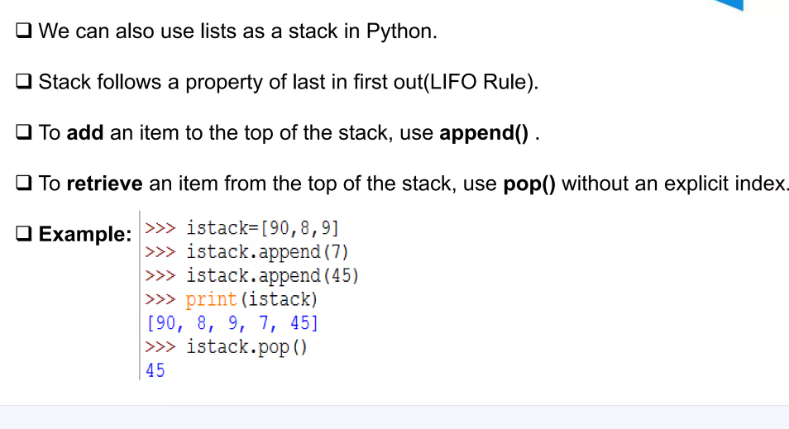 ❑ We can also use lists as a stack in Python.
❑ Stack follows a property of last in first out(LIFO Rule).
❑ To add an item to the top of the stack, use append() .
❑ To retrieve an item from the top of the stack, use pop() without an explicit index.
❑ Example:
>>> istack=[90,8,9]
>>> istack.append(7)
>>> istack.append(45)
>>> print(istack)
[90, 8, 9, 7, 45]
>>> istack.pop()
45